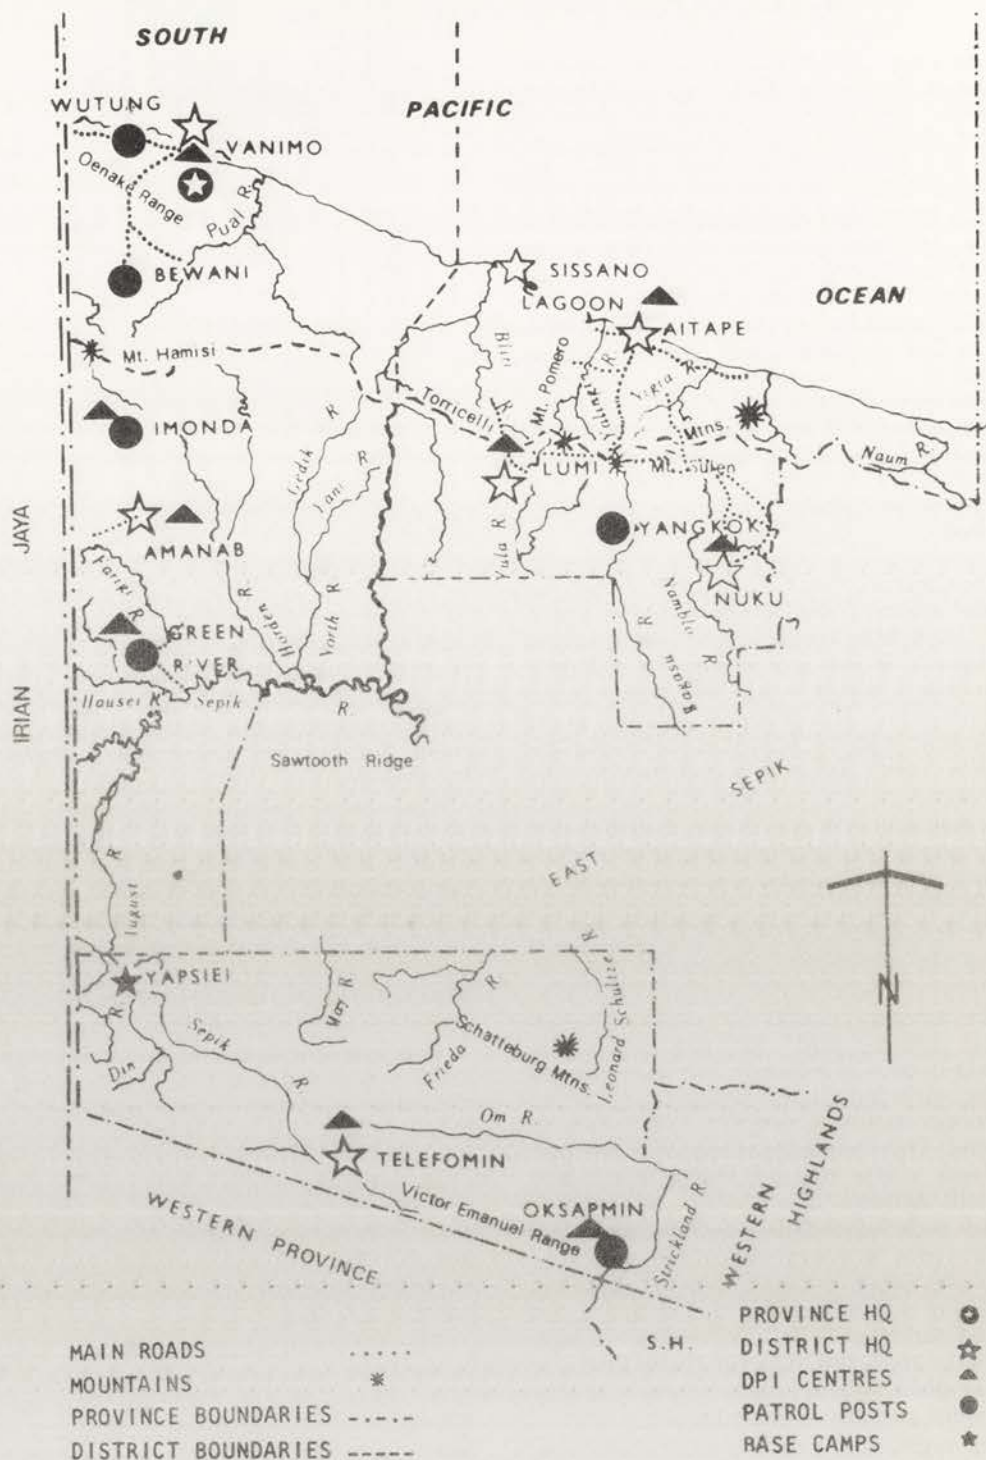 SOUTH
PACIFIC
OCEAN
WUTUNG
VANIMO
Oenake Range
Pual R.
BEWANI
SISSANO
LAGOON
AITAPE
Mt. Hamisi
IMONDA
Torricelli
Mt. Pomero
R.
R.
R
Mtns.
LUMI
Mt. Sulen
Naum R.
Gedik R
R
AMANAB
YANGKOK
NUKU
Yula R
JAYA
IRIAN
GREEN
RIVER
R.
Horden R.
North R.
R
R
Sepik R.
Sawtooth Ridge
SEPIK
EAST
R
YAPSIEI
R.
Sepik R
May R.
Frieda R.
Schatteburg Mtns.
Leonard Schultze R
N
Om R.
TELEFOMIN
Victor Emanuel Range
OKSAPMIN
Strickland R.
WESTERN HIGHLANDS
WESTERN PROVINCE
S.H.
MAIN ROADS
MOUNTAINS
PROVINCE BOUNDARIES
DISTRICT BOUNDARIES
PROVINCE HQ
DISTRICT HQ
DPI CENTRES
PATROL POSTS
BASE CAMPS